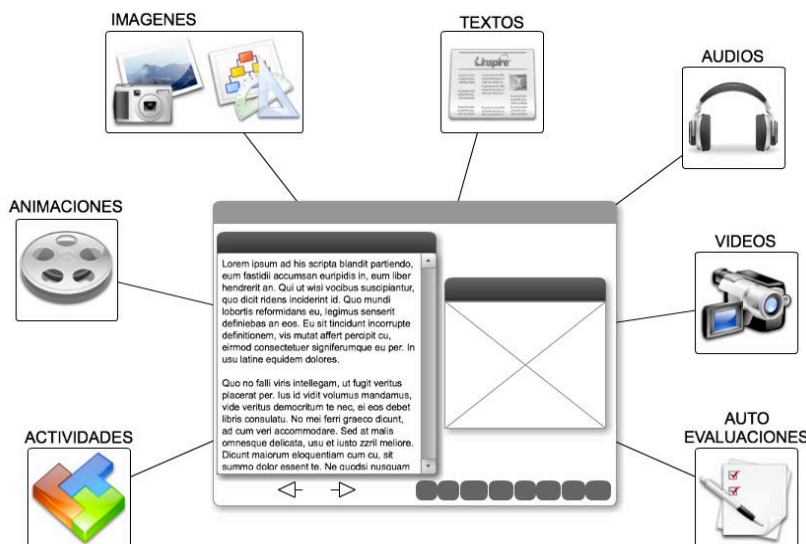 IMAGENES
TEXTOS
AUDIOS
Linspire
ANIMACIONES
VIDEOS
Lorem ipsum ad his scripta blandit partiendo,
eum fastidii accumsan euripidis in, eum liber
hendrerit an. Qui ut wisi vocibus suscipiantur,
quo dicit ridens inciderint id. Quo mundi
lobortis reformidans eu, legimus senserit
definiebas an eos. Eu sit tincidunt incorrupte
definitionem, vis mutat affert percipit cu,
eirmod consectetuer signiferumque eu per. In
usu latine equidem dolores.
Quo no falli viris intellegam, ut fugit veritus
placerat per. Ius id vidit volumus mandamus,
vide veritus democritum te nec, ei eos debet
libris consulatu. No mei ferri graeco dicunt,
ad cum veri accommodare. Sed at malis
omnesque delicata, usu et iusto zzril meliore.
Dicunt maiorum eloquentiam cum cu, sit
summo dolor essent te. Ne quodsi nusquam
ACTIVIDADES
AUTO
EVALUACIONES